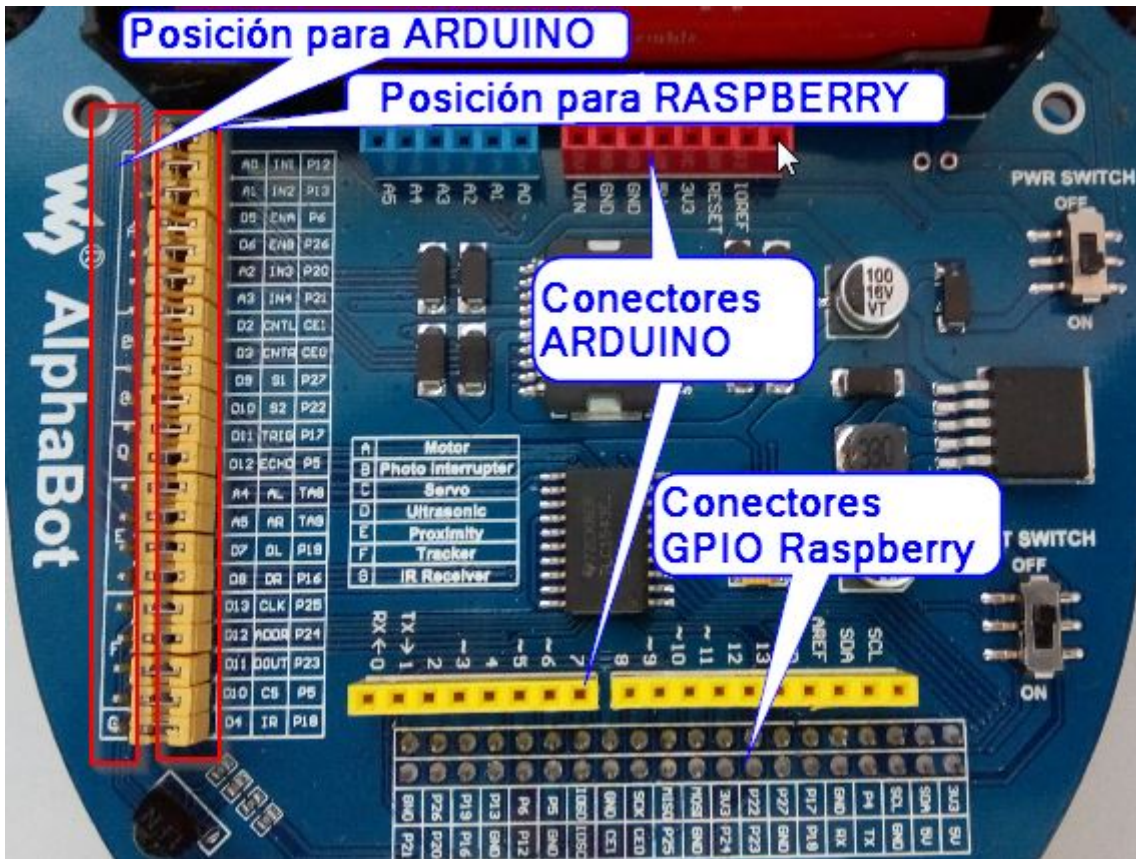 Posición para ARDUINO
Posición para RASPBERRY
A5 A4 A3 A2 A1 A0
VIN GND GND 3V3 RESET IOREF
PWR SWITCH
OFF
ON
100
16V
VT
Conectores
ARDUINO
AlphaBot
A0 IN1 P12
A1 IN2 P13
D5 ENA P6
D6 ENB P26
A2 IN3 P20
A3 IN4 P21
D2 CNTL CE1
D3 CNTR CE0
D9 S1 P27
D10 S2 P22
D11 TRIG P17
D12 ECHO P5
A4 AL TAB
A5 AR TAB
D7 DL P19
D8 DR P16
D13 CLK P25
D12 ADDR P24
D11 DOUT P23
D10 CS P5
D4 IR P18
A Motor
B Photo Interrupter
C Servo
D Ultrasonic
E Proximity
F Tracker
G IR Receiver
330
Conectores
GPIO Raspberry
T SWITCH
OFF
ON
RX←0 TX→1 2 ~3 4 ~5 ~6 7 8 ~9 ~10 ~11 12 13 AREF SDA SCL
GND P26 P19 P13 P6 P5 IDSD GND SCK MISO MOSI 3V3 P22 P27 P17 GND P4 SCL SDA 3V3
P21 P20 P16 GND P12 GND IDSC CE1 CE0 P25 GND P24 P23 GND P18 RX TX GND 5V 5V